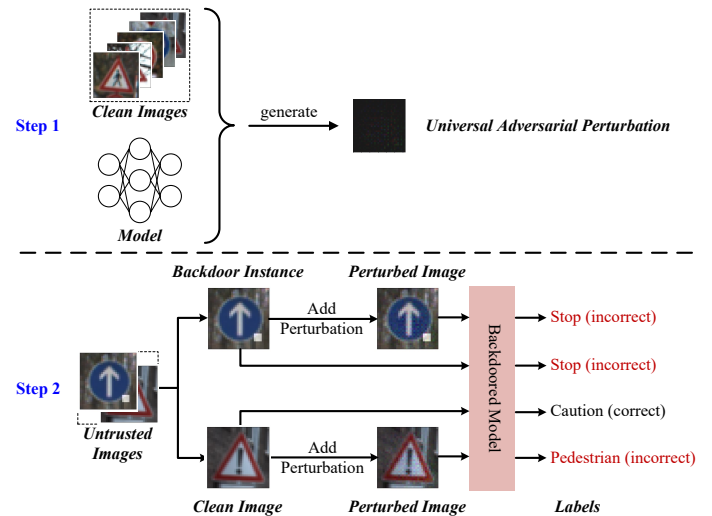 Clean Images
Step 1
generate
Universal Adversarial Perturbation
Model
Backdoor Instance
Perturbed Image
Add
Perturbation
Stop (incorrect)
Backdoored Model
Stop (incorrect)
Step 2
Caution (correct)
Untrusted
Images
Add
Perturbation
Pedestrian (incorrect)
Clean Image
Perturbed Image
Labels